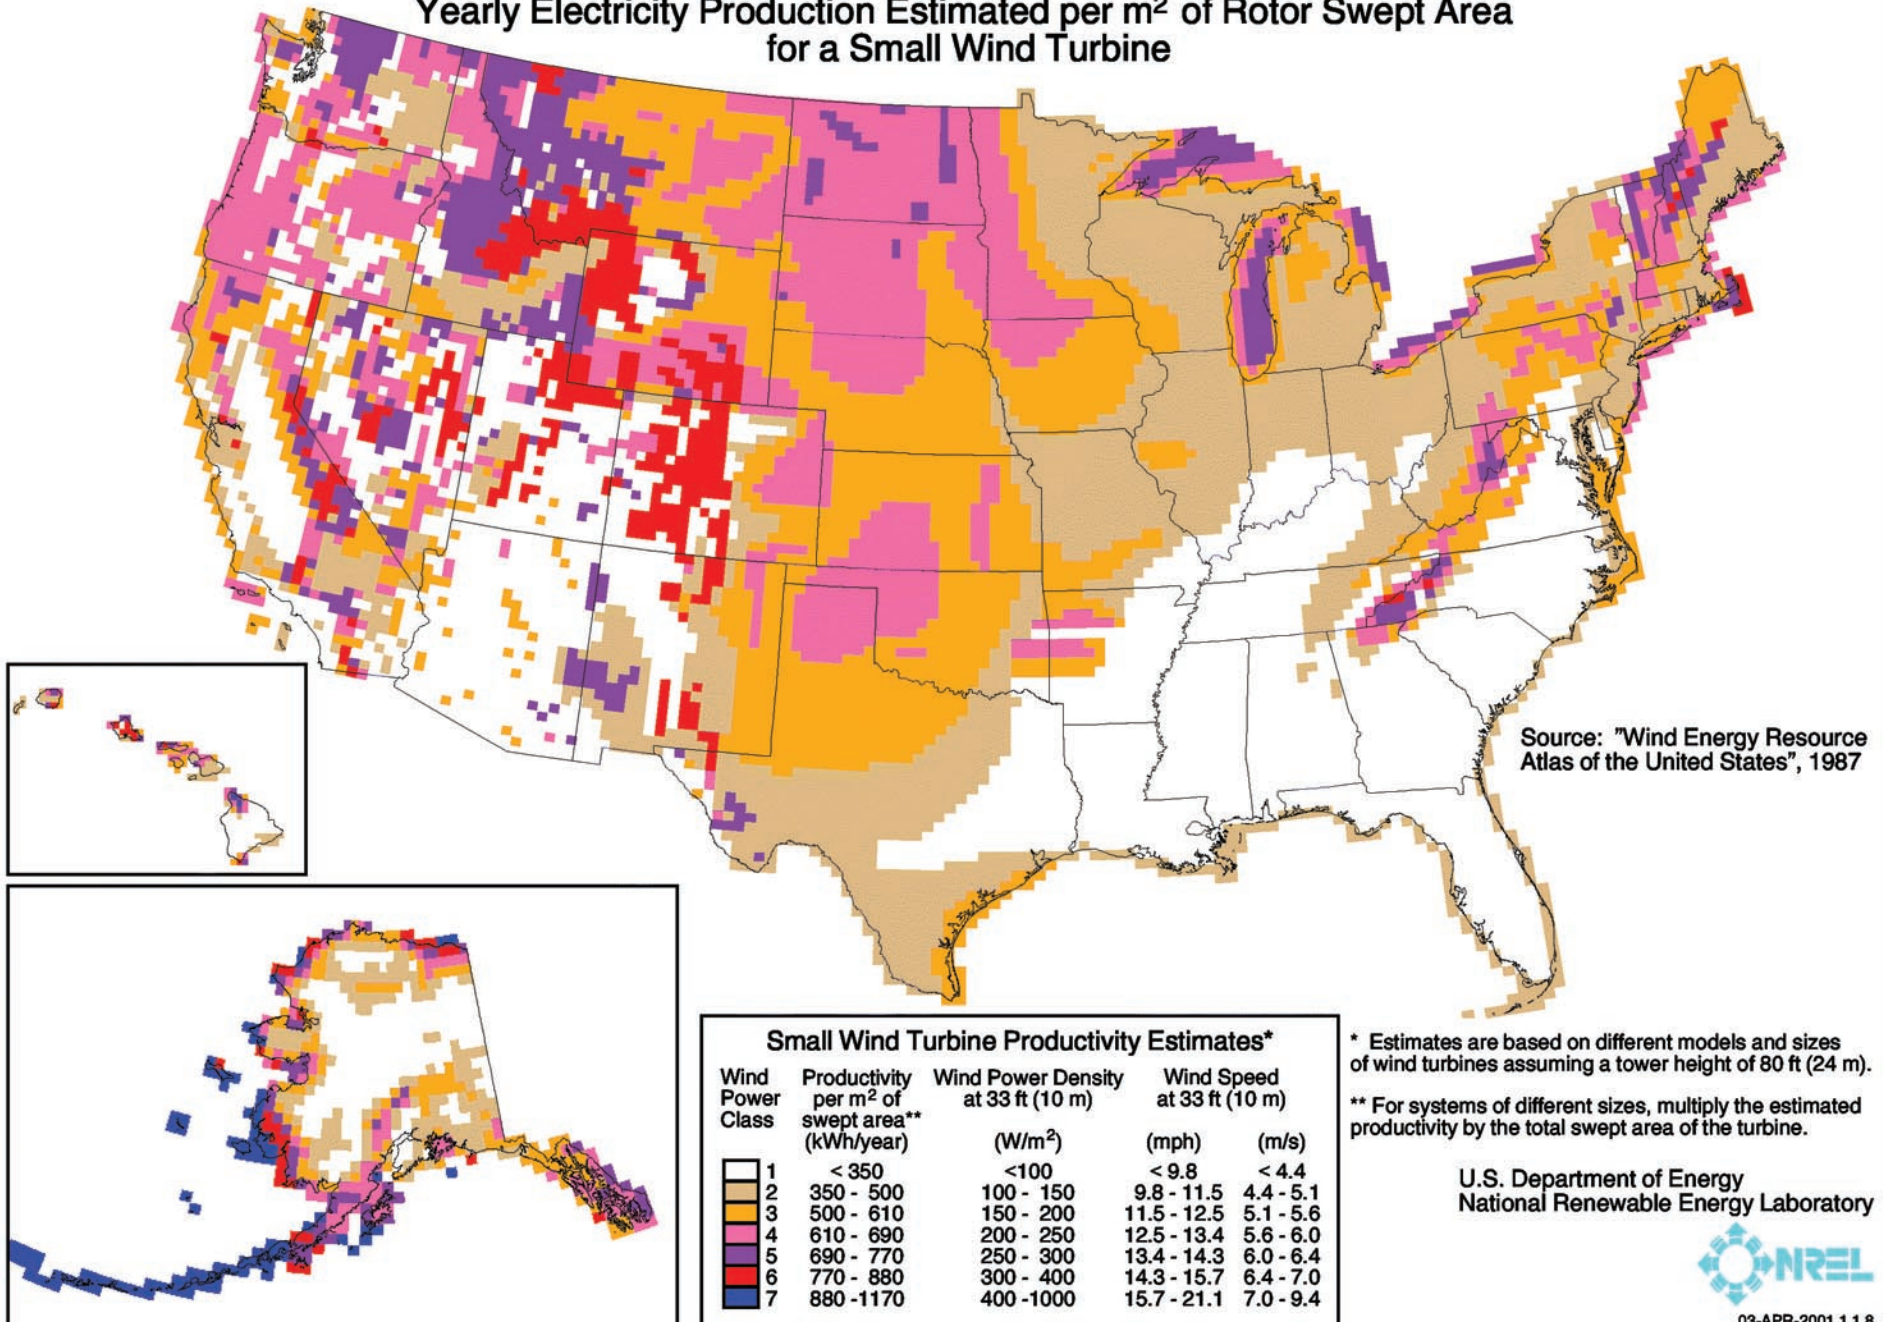 Yearly Electricity Production Estimated per m² of Rotor Swept Area
for a Small Wind Turbine
Source: "Wind Energy Resource
Atlas of the United States", 1987
Small Wind Turbine Productivity Estimates*
Wind Productivity Wind Power Density Wind Speed
Power per m² of at 33 ft (10 m) at 33 ft (10 m)
Class swept area**
(kWh/year) (W/m²) (mph) (m/s)
1 < 350 <100 < 9.8 < 4.4
2 350 - 500 100 - 150 9.8 - 11.5 4.4 - 5.1
3 500 - 610 150 - 200 11.5 - 12.5 5.1 - 5.6
4 610 - 690 200 - 250 12.5 - 13.4 5.6 - 6.0
5 690 - 770 250 - 300 13.4 - 14.3 6.0 - 6.4
6 770 - 880 300 - 400 14.3 - 15.7 6.4 - 7.0
7 880 -1170 400 -1000 15.7 - 21.1 7.0 - 9.4
* Estimates are based on different models and sizes
of wind turbines assuming a tower height of 80 ft (24 m).
** For systems of different sizes, multiply the estimated
productivity by the total swept area of the turbine.
U.S. Department of Energy
National Renewable Energy Laboratory
NREL
03-APR-2001 1.1.8